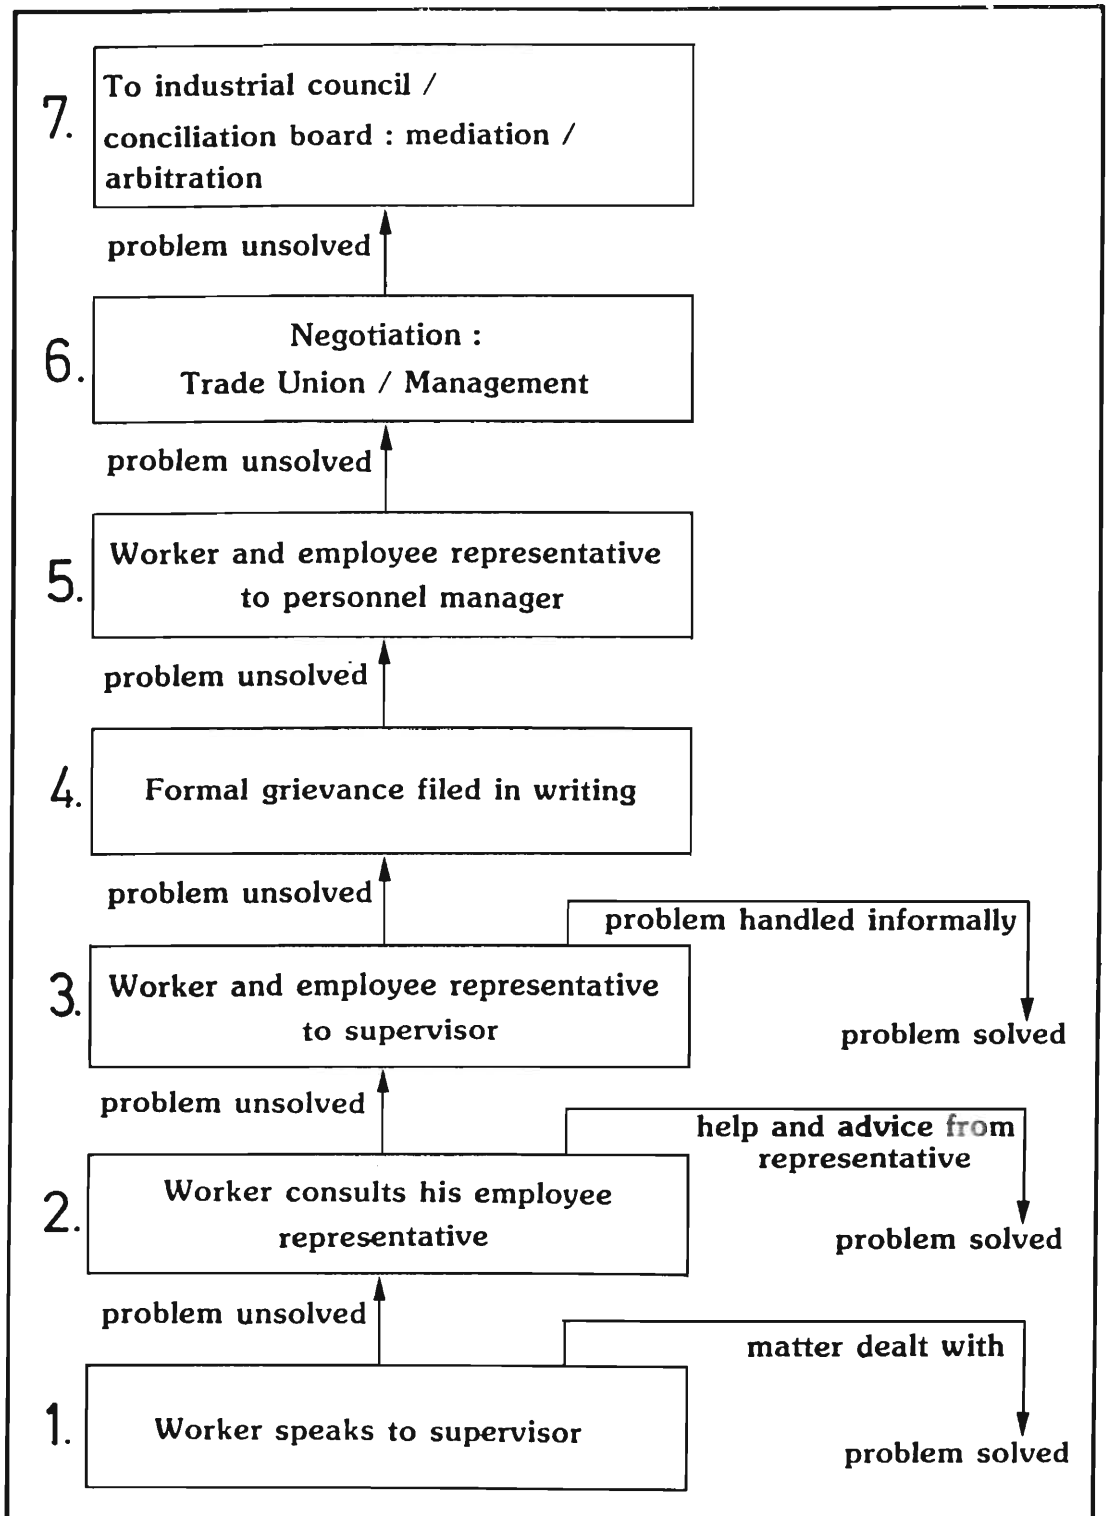 7.
To industrial council /
conciliation board : mediation /
arbitration
problem unsolved
6.
Negotiation :
Trade Union / Management
problem unsolved
5.
Worker and employee representative
to personnel manager
problem unsolved
4.
Formal grievance filed in writing
problem unsolved
problem handled informally
problem solved
3.
Worker and employee representative
to supervisor
problem unsolved
help and advice from
representative
problem solved
2.
Worker consults his employee
representative
problem unsolved
matter dealt with
problem solved
1.
Worker speaks to supervisor